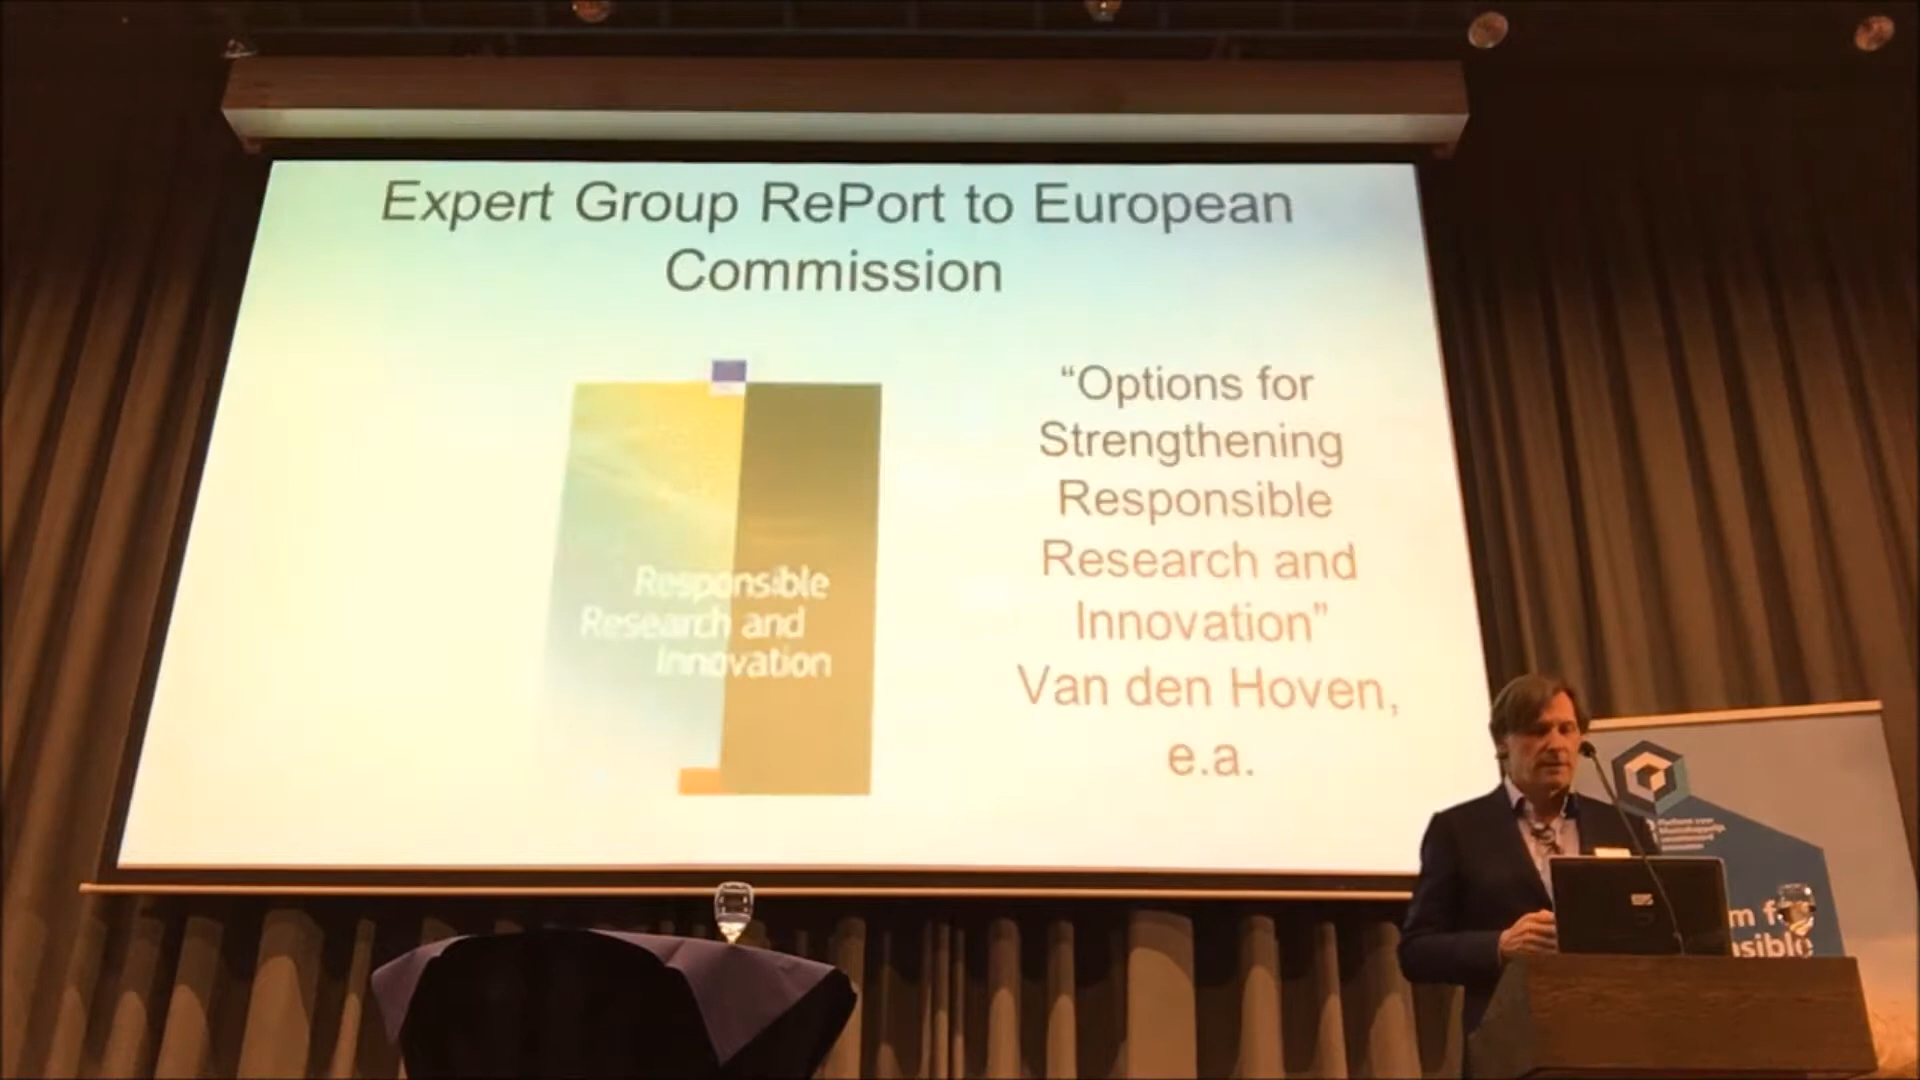 Expert Group RePort to European
Commission
“Options for
Strengthening
Responsible
Research and
Innovation”
Van den Hoven,
e.a.
Responsible
Research and
Innovation